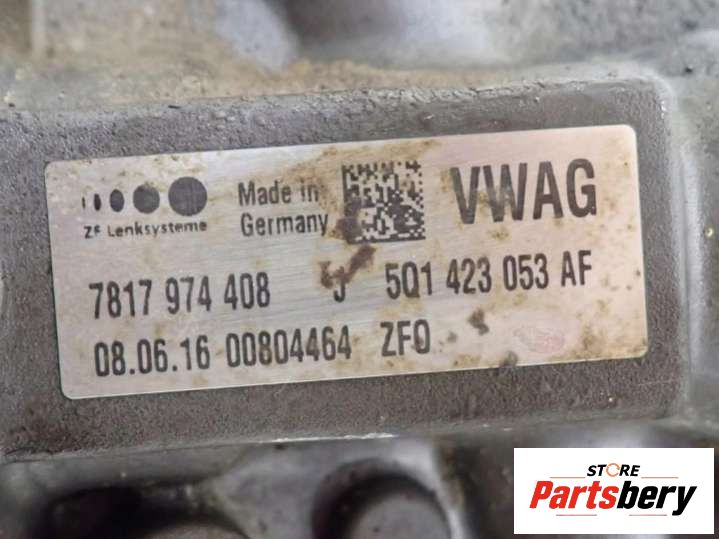 ZF Lenksysteme
Made in
Germany
VWAG
7817 974 408 J 5Q1 423 053 AF
08.06.16 00804464 ZFO
STORE
Partsbery